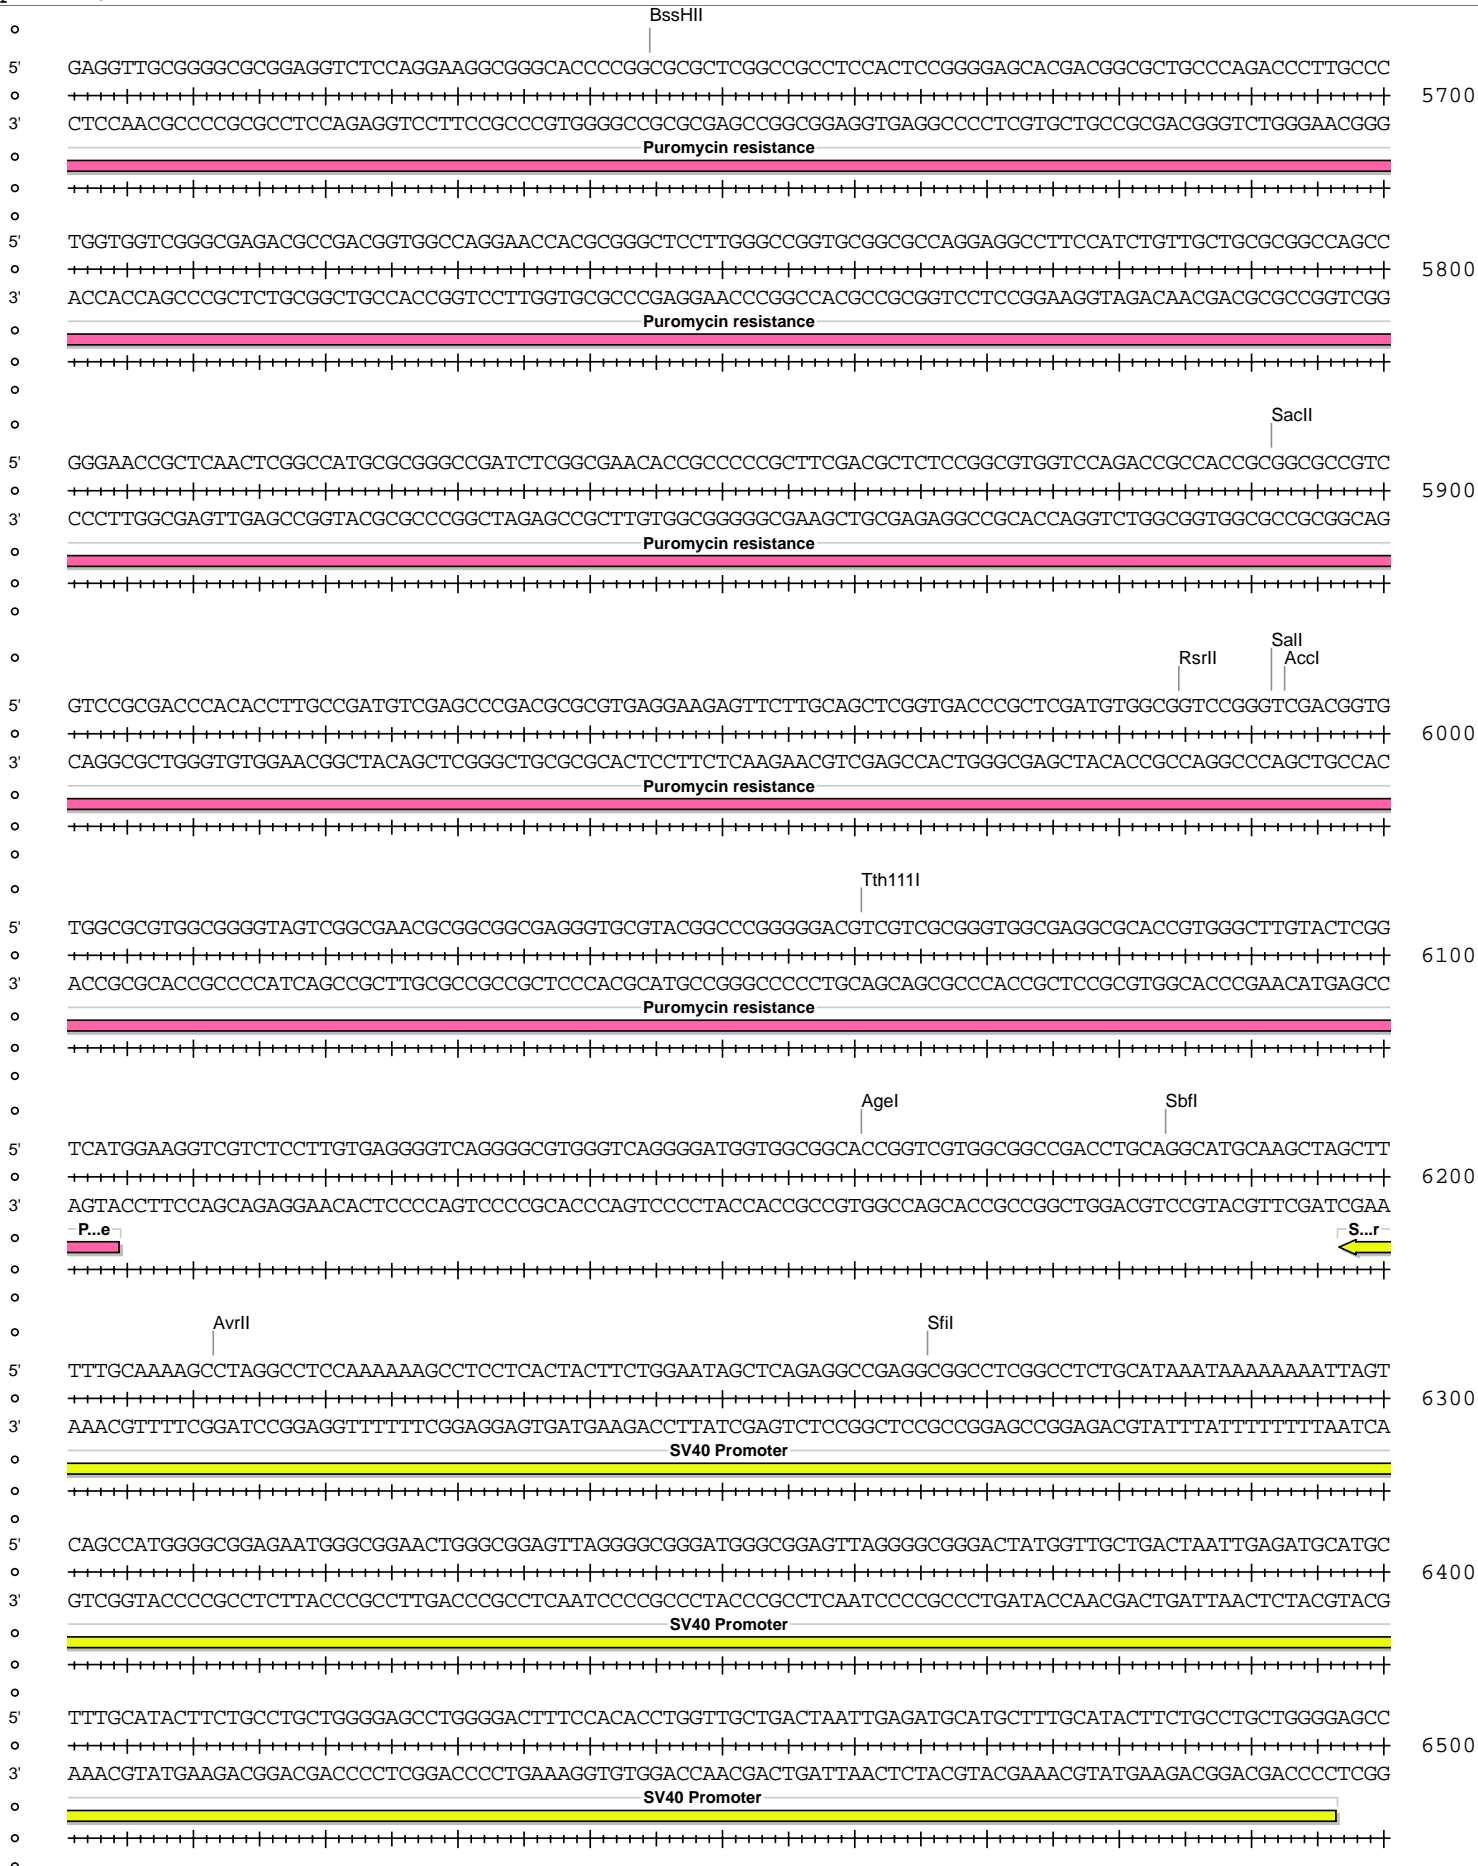 BssHII
5' GAGGTTGCGGGGCGCGGAGGTCTCCAGGAAGGCGGGCACCCCGGCGCGCTCGGCCGCCTCCACTCCGGGGAGCACGACGGCGCTGCCCAGACCCTTGCCC
5700
3' CTCCAACGCCCCGCGCCTCCAGAGGTCCTTCCGCCCGTGGGGCCGCGCGAGCCGGCGGAGGTGAGGCCCCTCGTGCTGCCGCGACGGGTCTGGGAACGGG
Puromycin resistance
5' TGGTGGTCGGGCGAGACGCCGACGGTGGCCAGGAACCACGCGGGCTCCTTGGGCCGGTGCGGCGCCAGGAGGCCTTCCATCTGTTGCTGCGCGGCCAGCC
5800
3' ACCACCAGCCCGCTCTGCGGCTGCCACCGGTCCTTGGTGCGCCCGAGGAACCCGGCCACGCCGCGGTCCTCCGGAAGGTAGACAACGACGCGCCGGTCGG
Puromycin resistance
SacII
5' GGGAACCGCTCAACTCGGCCATGCGCGGGCCGATCTCGGCGAACACCGCCCCCGCTTCGACGCTCTCCGGCGTGGTCCAGACCGCCACCGCGGCGCCGTC
5900
3' CCCTTGGCGAGTTGAGCCGGTACGCGCCCGGCTAGAGCCGCTTGTGGCGGGGGCGAAGCTGCGAGAGGCCGCACCAGGTCTGGCGGTGGCGCCGCGGCAG
Puromycin resistance
SalI
RsrII AccI
5' GTCCGCGACCCACACCTTGCCGATGTCGAGCCCGACGCGCGTGAGGAAGAGTTCTTGCAGCTCGGTGACCCGCTCGATGTGGCGGTCCGGGTCGACGGTG
6000
3' CAGGCGCTGGGTGTGGAACGGCTACAGCTCGGGCTGCGCGCACTCCTTCTCAAGAACGTCGAGCCACTGGGCGAGCTACACCGCCAGGCCCAGCTGCCAC
Puromycin resistance
Tth111I
5' TGGCGCGTGGCGGGGTAGTCGGCGAACGCGGCGGCGAGGGTGCGTACGGCCCGGGGGACGTCGTCGCGGGTGGCGAGGCGCACCGTGGGCTTGTACTCGG
6100
3' ACCGCGCACCGCCCCATCAGCCGCTTGCGCCGCCGCTCCCACGCATGCCGGGCCCCCTGCAGCAGCGCCCACCGCTCCGCGTGGCACCCGAACATGAGCC
Puromycin resistance
AgeI SbfI
5' TCATGGAAGGTCGTCTCCTTGTGAGGGGTCAGGGGCGTGGGTCAGGGGATGGTGGCGGCACCGGTCGTGGCGGCCGACCTGCAGGCATGCAAGCTAGCTT
6200
3' AGTACCTTCCAGCAGAGGAACACTCCCCAGTCCCCGCACCCAGTCCCCTACCACCGCCGTGGCCAGCACCGCCGGCTGGACGTCCGTACGTTCGATCGAA
P...e S...r
AvrII SfiI
5' TTTGCAAAAGCCTAGGCCTCCAAAAAAGCCTCCTCACTACTTCTGGAATAGCTCAGAGGCCGAGGCGGCCTCGGCCTCTGCATAAATAAAAAAAATTAGT
6300
3' AAACGTTTTCGGATCCGGAGGTTTTTTCGGAGGAGTGATGAAGACCTTATCGAGTCTCCGGCTCCGCCGGAGCCGGAGACGTATTTATTTTTTTTAATCA
SV40 Promoter
5' CAGCCATGGGGCGGAGAATGGGCGGAACTGGGCGGAGTTAGGGGCGGGATGGGCGGAGTTAGGGGCGGGACTATGGTTGCTGACTAATTGAGATGCATGC
6400
3' GTCGGTACCCCGCCTCTTACCCGCCTTGACCCGCCTCAATCCCCGCCCTACCCGCCTCAATCCCCGCCCTGATACCAACGACTGATTAACTCTACGTACG
SV40 Promoter
5' TTTGCATACTTCTGCCTGCTGGGGAGCCTGGGGACTTTCCACACCTGGTTGCTGACTAATTGAGATGCATGCTTTGCATACTTCTGCCTGCTGGGGAGCC
6500
3' AAACGTATGAAGACGGACGACCCCTCGGACCCCTGAAAGGTGTGGACCAACGACTGATTAACTCTACGTACGAAACGTATGAAGACGGACGACCCCTCGG
SV40 Promoter